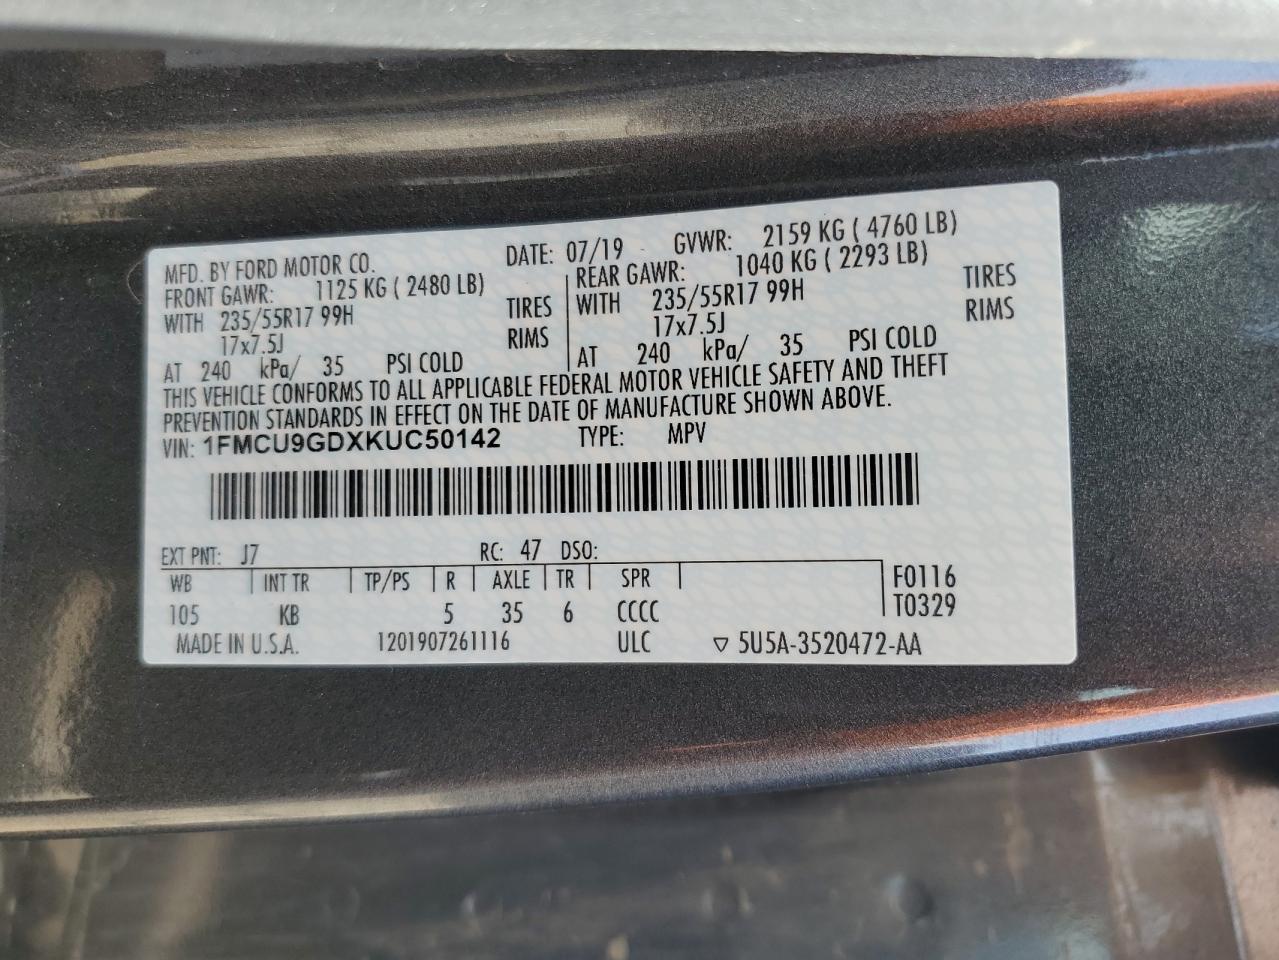 MFD. BY FORD MOTOR CO. DATE: 07/19 GVWR: 2159 KG ( 4760 LB)
FRONT GAWR: 1125 KG ( 2480 LB) REAR GAWR: 1040 KG ( 2293 LB)
WITH 235/55R17 99H TIRES WITH 235/55R17 99H TIRES
17x7.5J RIMS 17x7.5J RIMS
AT 240 kPa/ 35 PSI COLD AT 240 kPa/ 35 PSI COLD
THIS VEHICLE CONFORMS TO ALL APPLICABLE FEDERAL MOTOR VEHICLE SAFETY AND THEFT
PREVENTION STANDARDS IN EFFECT ON THE DATE OF MANUFACTURE SHOWN ABOVE.
VIN: 1FMCU9GDXKUC50142 TYPE: MPV
EXT PNT: J7 RC: 47 DSO:
WB INT TR TP/PS R AXLE TR SPR F0116
105 KB 5 35 6 CCCC T0329
MADE IN U.S.A. 1201907261116 ULC ▽ 5U5A-3520472-AA